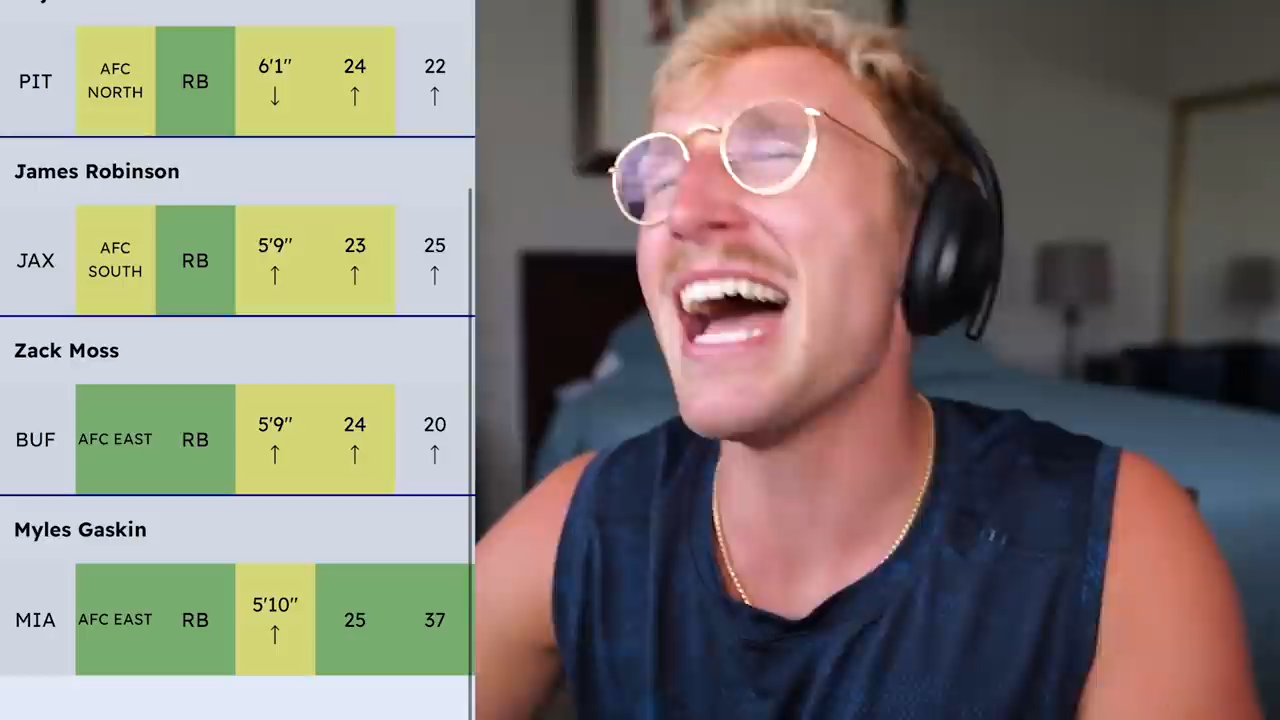 PIT AFC NORTH RB 6'1" ↓ 24 ↑ 22 ↑
James Robinson
JAX AFC SOUTH RB 5'9" ↑ 23 ↑ 25 ↑
Zack Moss
BUF AFC EAST RB 5'9" ↑ 24 ↑ 20 ↑
Myles Gaskin
MIA AFC EAST RB 5'10" ↑ 25 37